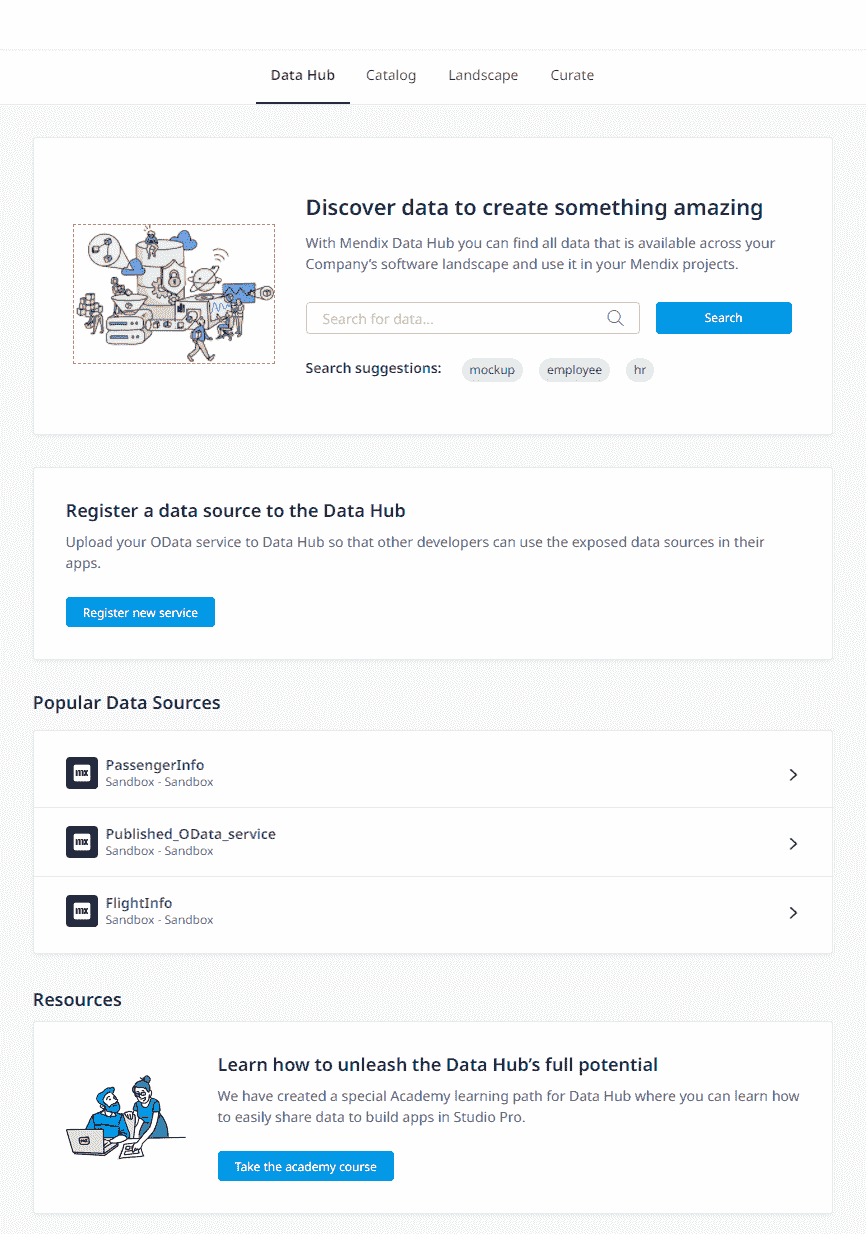 Data Hub Catalog Landscape Curate
Discover data to create something amazing
With Mendix Data Hub you can find all data that is available across your
Company's software landscape and use it in your Mendix projects.
Search for data... Search
Search suggestions: mockup employee hr
Register a data source to the Data Hub
Upload your OData service to Data Hub so that other developers can use the exposed data sources in their
apps.
Register new service
Popular Data Sources
mx PassengerInfo
Sandbox - Sandbox
mx Published_OData_service
Sandbox - Sandbox
mx FlightInfo
Sandbox - Sandbox
Resources
Learn how to unleash the Data Hub's full potential
We have created a special Academy learning path for Data Hub where you can learn how
to easily share data to build apps in Studio Pro.
Take the academy course